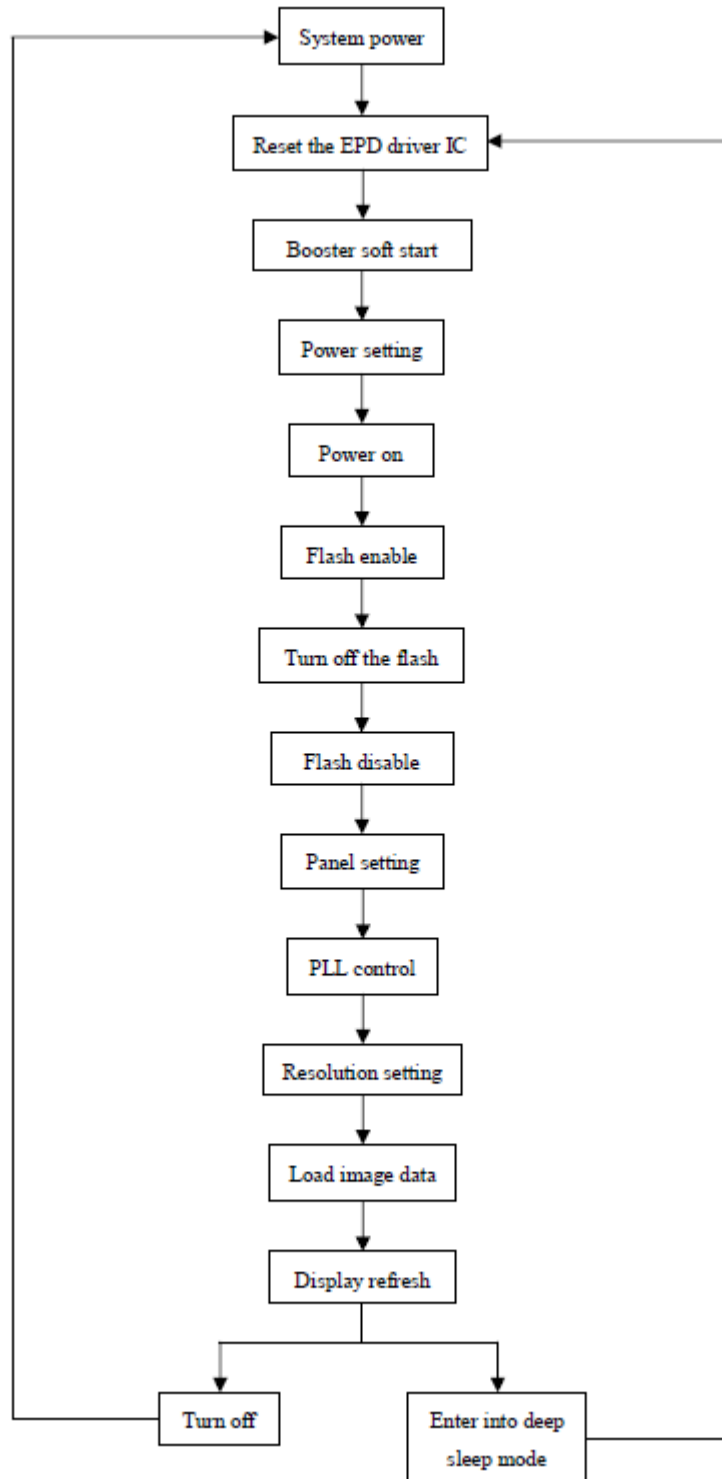 System power
Reset the EPD driver IC
Booster soft start
Power setting
Power on
Flash enable
Turn off the flash
Flash disable
Panel setting
PLL control
Resolution setting
Load image data
Display refresh
Turn off
Enter into deep
sleep mode